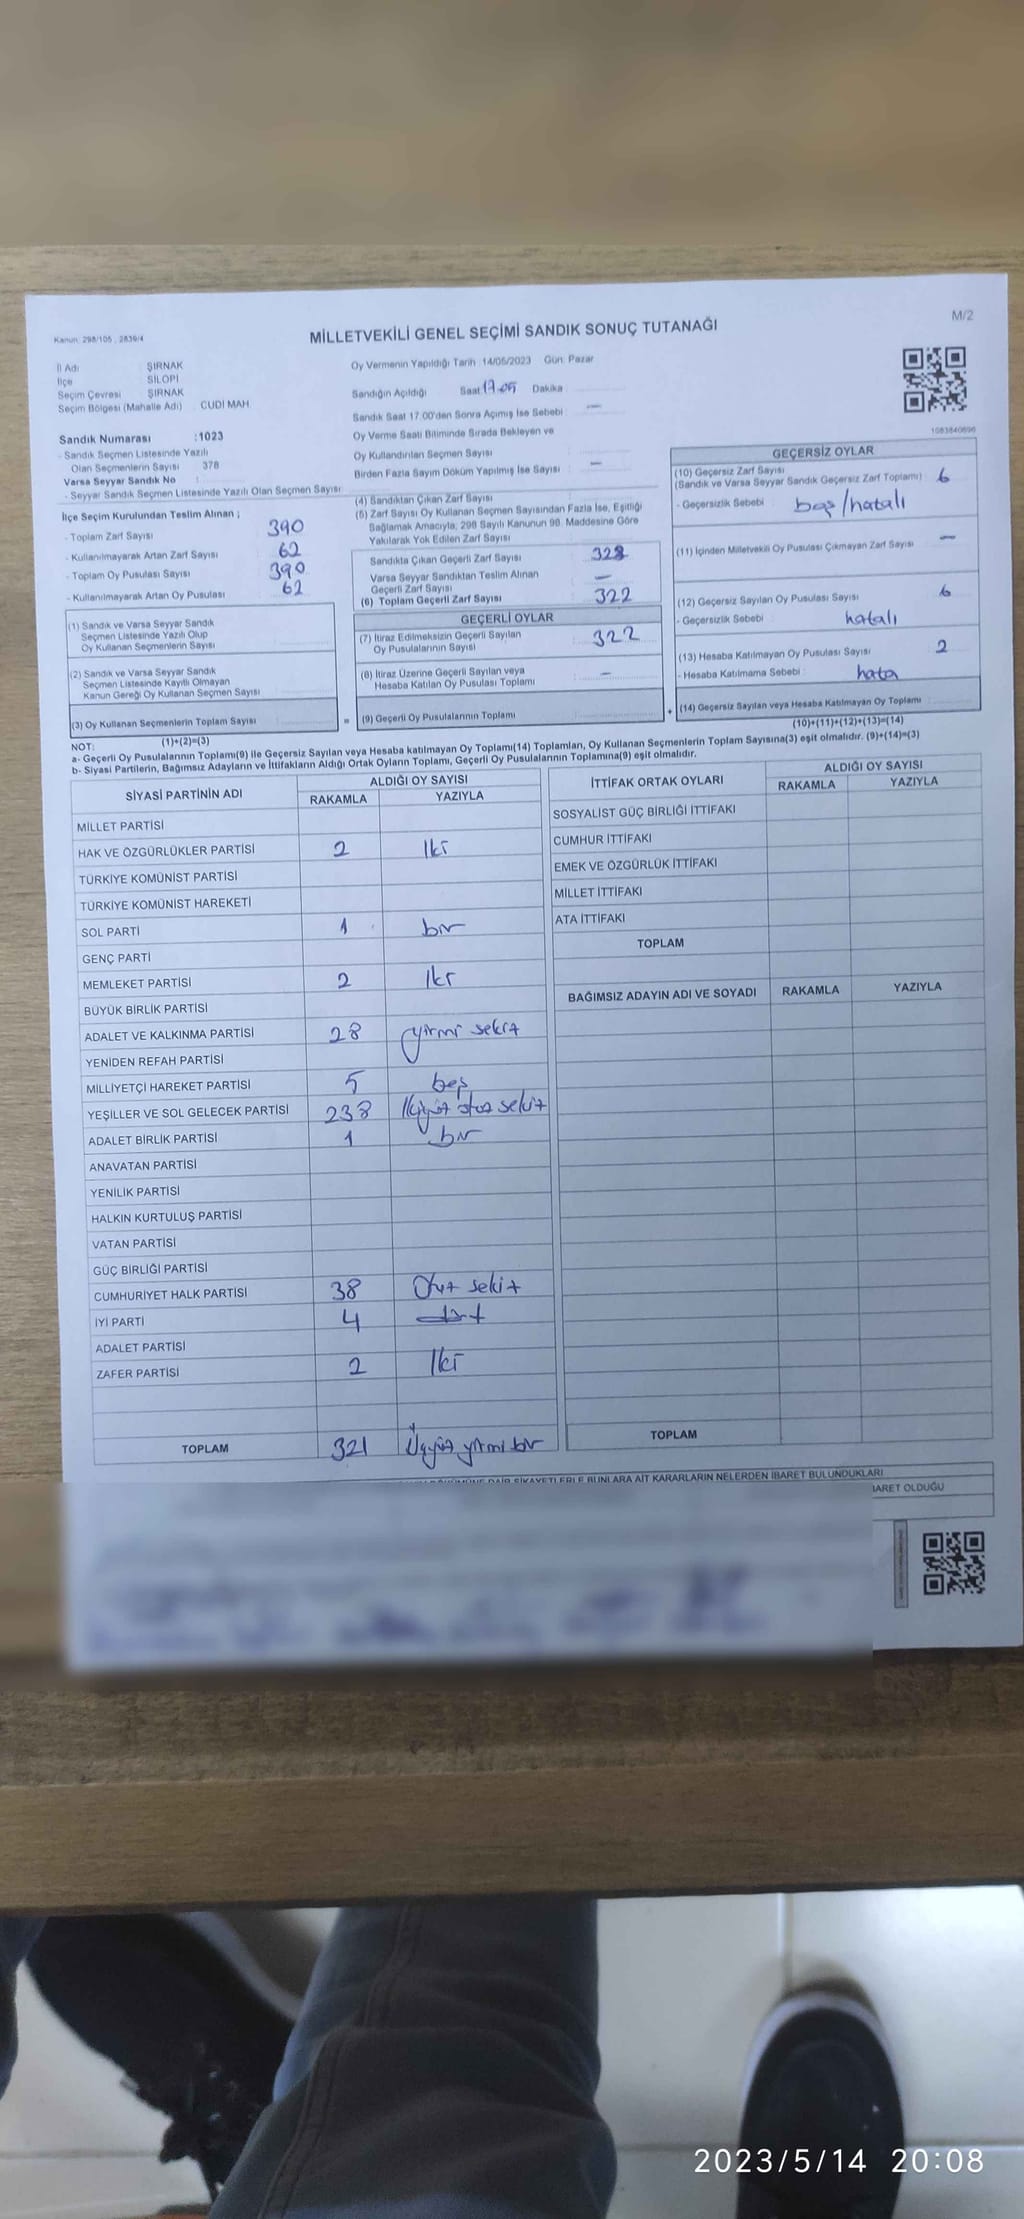 Kanun: 298/105 , 2839/4
MİLLETVEKİLİ GENEL SEÇİMİ SANDIK SONUÇ TUTANAĞI
M/2
İl Adı ŞIRNAK
İlçe SİLOPİ
Seçim Çevresi ŞIRNAK
Seçim Bölgesi (Mahalle Adı) CUDİ MAH.
Sandık Numarası :1023
- Sandık Seçmen Listesinde Yazılı
Olan Seçmenlerin Sayısı 378
Varsa Seyyar Sandık No :
- Seyyar Sandık Seçmen Listesinde Yazılı Olan Seçmen Sayısı
İlçe Seçim Kurulundan Teslim Alınan ;
- Toplam Zarf Sayısı 390
- Kullanılmayarak Artan Zarf Sayısı 62
- Toplam Oy Pusulası Sayısı 390
- Kullanılmayarak Artan Oy Pusulası 62
(1) Sandık ve Varsa Seyyar Sandık
Seçmen Listesinde Yazılı Olup
Oy Kullanan Seçmenlerin Sayısı
(2) Sandık ve Varsa Seyyar Sandık
Seçmen Listesinde Kayıtlı Olmayan
Kanun Gereği Oy Kullanan Seçmen Sayısı
(3) Oy Kullanan Seçmenlerin Toplam Sayısı
(1)+(2)=(3)
Oy Vermenin Yapıldığı Tarih :14/05/2023 Gün: Pazar
Sandığın Açıldığı Saat 17.05 Dakika
Sandık Saat 17:00'den Sonra Açımış İse Sebebi —
Oy Verme Saati Bitiminde Sırada Bekleyen ve
Oy Kullandırılan Seçmen Sayısı
Birden Fazla Sayım Döküm Yapılmış İse Sayısı —
(4) Sandıktan Çıkan Zarf Sayısı
(5) Zarf Sayısı Oy Kullanan Seçmen Sayısından Fazla İse, Eşitliği
Sağlamak Amacıyla, 298 Sayılı Kanunun 98. Maddesine Göre
Yakılarak Yok Edilen Zarf Sayısı
Sandıkta Çıkan Geçerli Zarf Sayısı
Varsa Seyyar Sandıktan Teslim Alınan
Geçerli Zarf Sayısı —
(6) Toplam Geçerli Zarf Sayısı 322
GEÇERLİ OYLAR
(7) İtiraz Edilmeksizin Geçerli Sayılan
Oy Pusulalarının Sayısı 322
(8) İtiraz Üzerine Geçerli Sayılan veya
Hesaba Katılan Oy Pusulası Toplamı —
= (9) Geçerli Oy Pusulalarının Toplamı
1083840696
GEÇERSİZ OYLAR
(10) Geçersiz Zarf Sayısı
(Sandık ve Varsa Seyyar Sandık Geçersiz Zarf Toplamı) 6
- Geçersizlik Sebebi : boş/hatalı
(11) İçinden Milletvekili Oy Pusulası Çıkmayan Zarf Sayısı —
(12) Geçersiz Sayılan Oy Pusulası Sayısı 6
- Geçersizlik Sebebi : hatalı
(13) Hesaba Katılmayan Oy Pusulası Sayısı 2
- Hesaba Katılmama Sebebi : hata
+ (14) Geçersiz Sayılan veya Hesaba Katılmayan Oy Toplamı
(10)+(11)+(12)+(13)=(14)
NOT:
a- Geçerli Oy Pusulalarının Toplamı(9) ile Geçersiz Sayılan veya Hesaba katılmayan Oy Toplamı(14) Toplamları, Oy Kullanan Seçmenlerin Toplam Sayısına(3) eşit olmalıdır. (9)+(14)=(3)
b- Siyasi Partilerin, Bağımsız Adayların ve İttifakların Aldığı Ortak Oyların Toplamı, Geçerli Oy Pusulalarının Toplamına(9) eşit olmalıdır.
SİYASİ PARTİNİN ADI ALDIĞI OY SAYISI
RAKAMLA YAZIYLA
MİLLET PARTİSİ
HAK VE ÖZGÜRLÜKLER PARTİSİ 2 İki
TÜRKİYE KOMÜNİST PARTİSİ
TÜRKİYE KOMÜNİST HAREKETİ
SOL PARTİ 1 bir
GENÇ PARTİ
MEMLEKET PARTİSİ 2 İki
BÜYÜK BİRLİK PARTİSİ
ADALET VE KALKINMA PARTİSİ 28 yirmi sekiz
YENİDEN REFAH PARTİSİ
MİLLİYETÇİ HAREKET PARTİSİ 5 beş
YEŞİLLER VE SOL GELECEK PARTİSİ 238 İkiyüz otuz sekiz
ADALET BİRLİK PARTİSİ 1 bir
ANAVATAN PARTİSİ
YENİLİK PARTİSİ
HALKIN KURTULUŞ PARTİSİ
VATAN PARTİSİ
GÜÇ BİRLİĞİ PARTİSİ
CUMHURİYET HALK PARTİSİ 38 Otuz sekiz
İYİ PARTİ 4 dört
ADALET PARTİSİ
ZAFER PARTİSİ 2 İki
TOPLAM 321 Üçyüz yirmi bir
İTTİFAK ORTAK OYLARI ALDIĞI OY SAYISI
RAKAMLA YAZIYLA
SOSYALİST GÜÇ BİRLİĞİ İTTİFAKI
CUMHUR İTTİFAKI
EMEK VE ÖZGÜRLÜK İTTİFAKI
MİLLET İTTİFAKI
ATA İTTİFAKI
TOPLAM
BAĞIMSIZ ADAYIN ADI VE SOYADI RAKAMLA YAZIYLA
TOPLAM
DAİR ŞİKAYETLERLE BUNLARA AİT KARARLARIN NELERDEN İBARET BULUNDUKLARI
OLDUĞU
2023/5/14 20:08